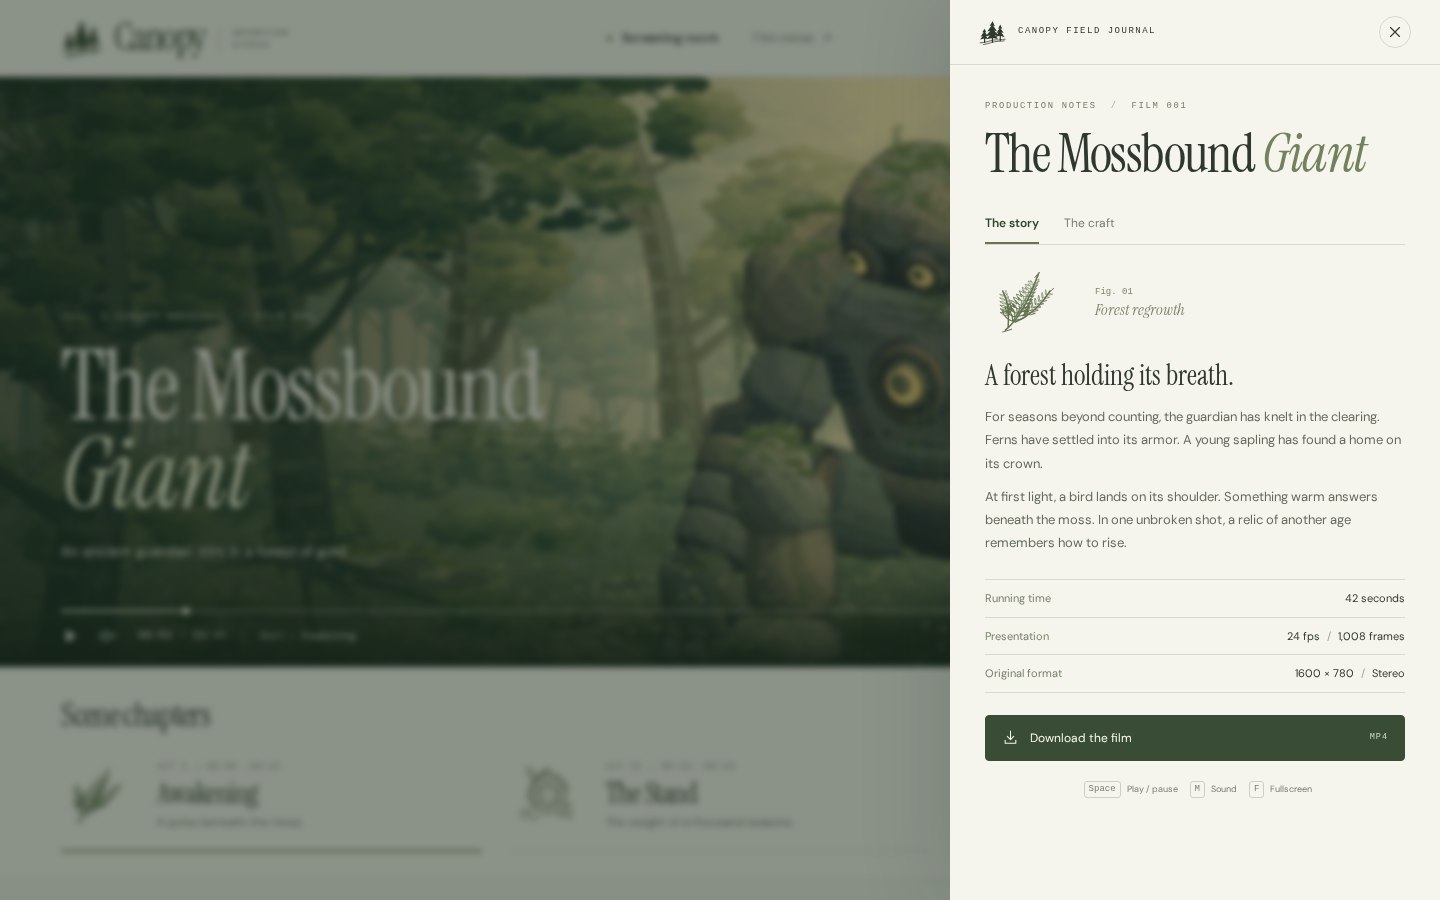 Canopy
Screening room
Film notes
CANOPY FIELD JOURNAL
PRODUCTION NOTES / FILM 001
The Mossbound Giant
The story
The craft
Fig. 01
Forest regrowth
A forest holding its breath.
For seasons beyond counting, the guardian has knelt in the clearing.
Ferns have settled into its armor. A young sapling has found a home on
its crown.
At first light, a bird lands on its shoulder. Something warm answers
beneath the moss. In one unbroken shot, a relic of another age
remembers how to rise.
Running time 42 seconds
Presentation 24 fps / 1,008 frames
Original format 1600 × 780 / Stereo
Download the film MP4
Space Play / pause M Sound F Fullscreen
The Mossbound
Giant
Scene chapters
Awakening
The Stand